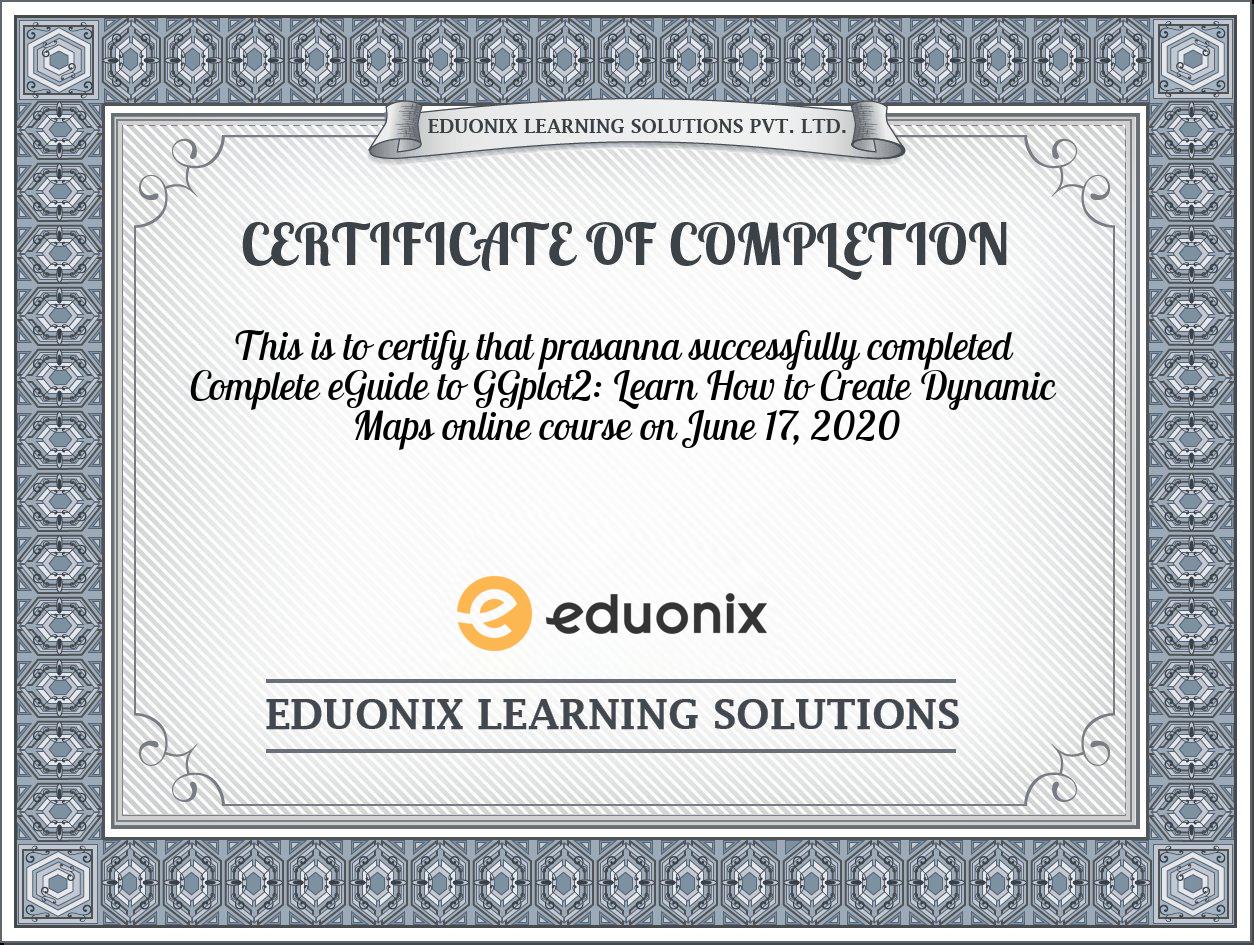 EDUONIX LEARNING SOLUTIONS PVT. LTD.
CERTIFICATE OF COMPLETION
This is to certify that prasanna successfully completed
Complete eGuide to GGplot2: Learn How to Create Dynamic
Maps online course on June 17, 2020
eduonix
EDUONIX LEARNING SOLUTIONS